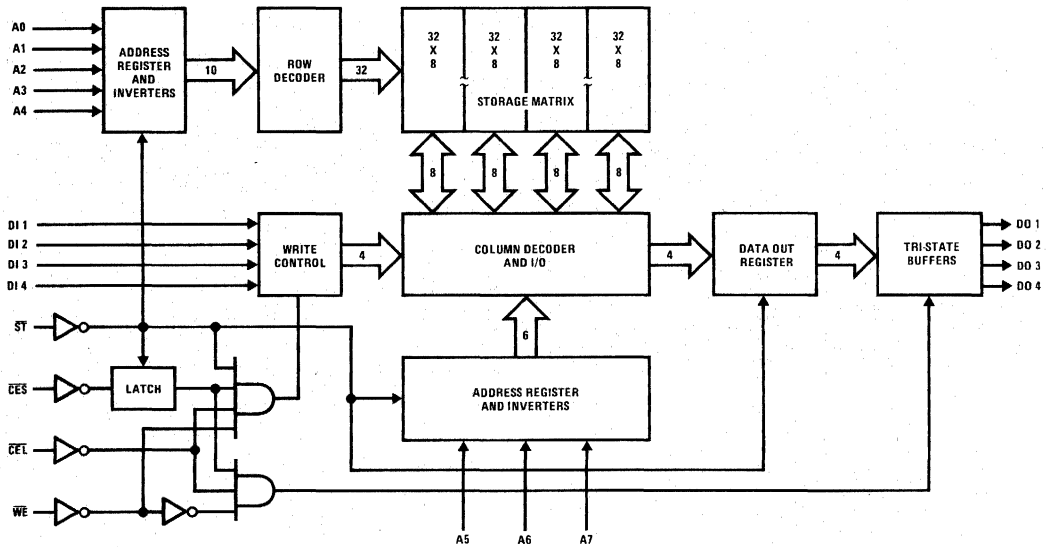 A0
A1
A2
A3
A4
ADDRESS
REGISTER
AND
INVERTERS
10
ROW
DECODER
32
32
X
8
32
X
8
32
X
8
32
X
8
STORAGE MATRIX
8
8
8
8
DI 1
DI 2
DI 3
DI 4
WRITE
CONTROL
4
COLUMN DECODER
AND I/O
4
DATA OUT
REGISTER
4
TRI-STATE
BUFFERS
DO 1
DO 2
DO 3
DO 4
6
ST
CES
LATCH
ADDRESS REGISTER
AND INVERTERS
CEL
WE
A5
A6
A7